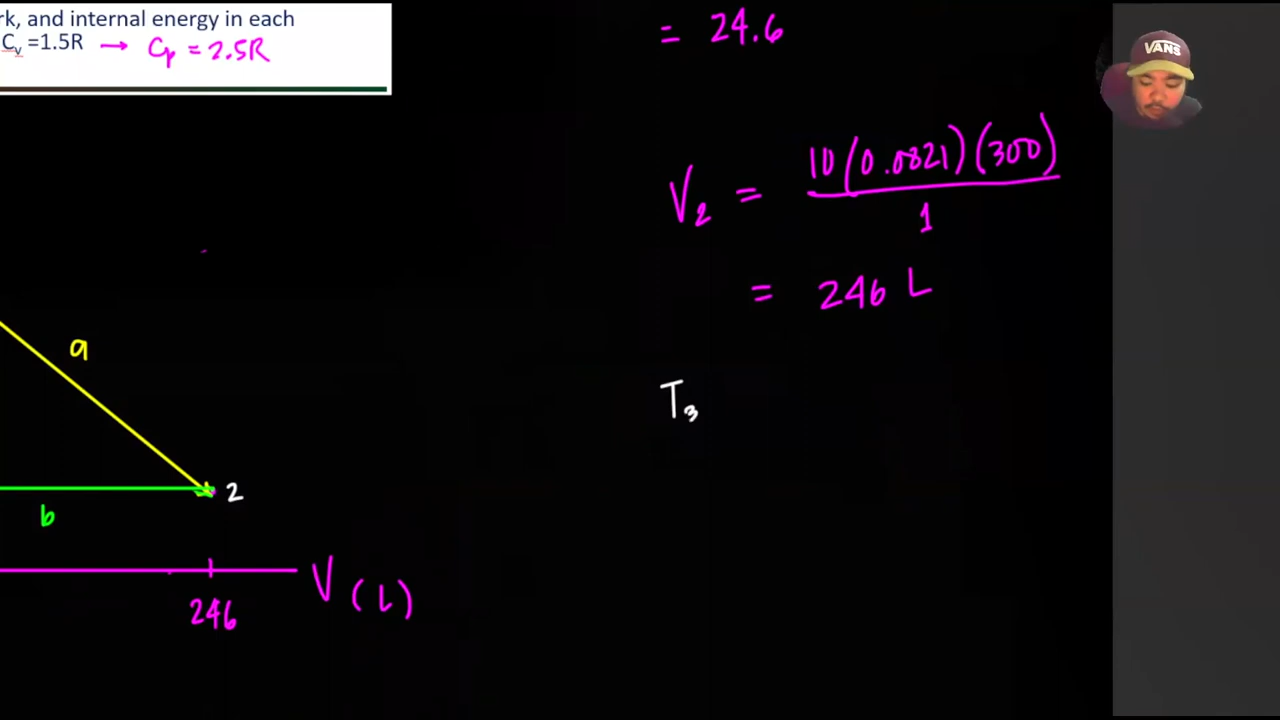 rk, and internal energy in each
Cv =1.5R → Cp = 2.5R
= 24.6
VANS
V2 = 10(0.0821)(300)
1
= 246 L
a
T3
2
b
V (L)
246